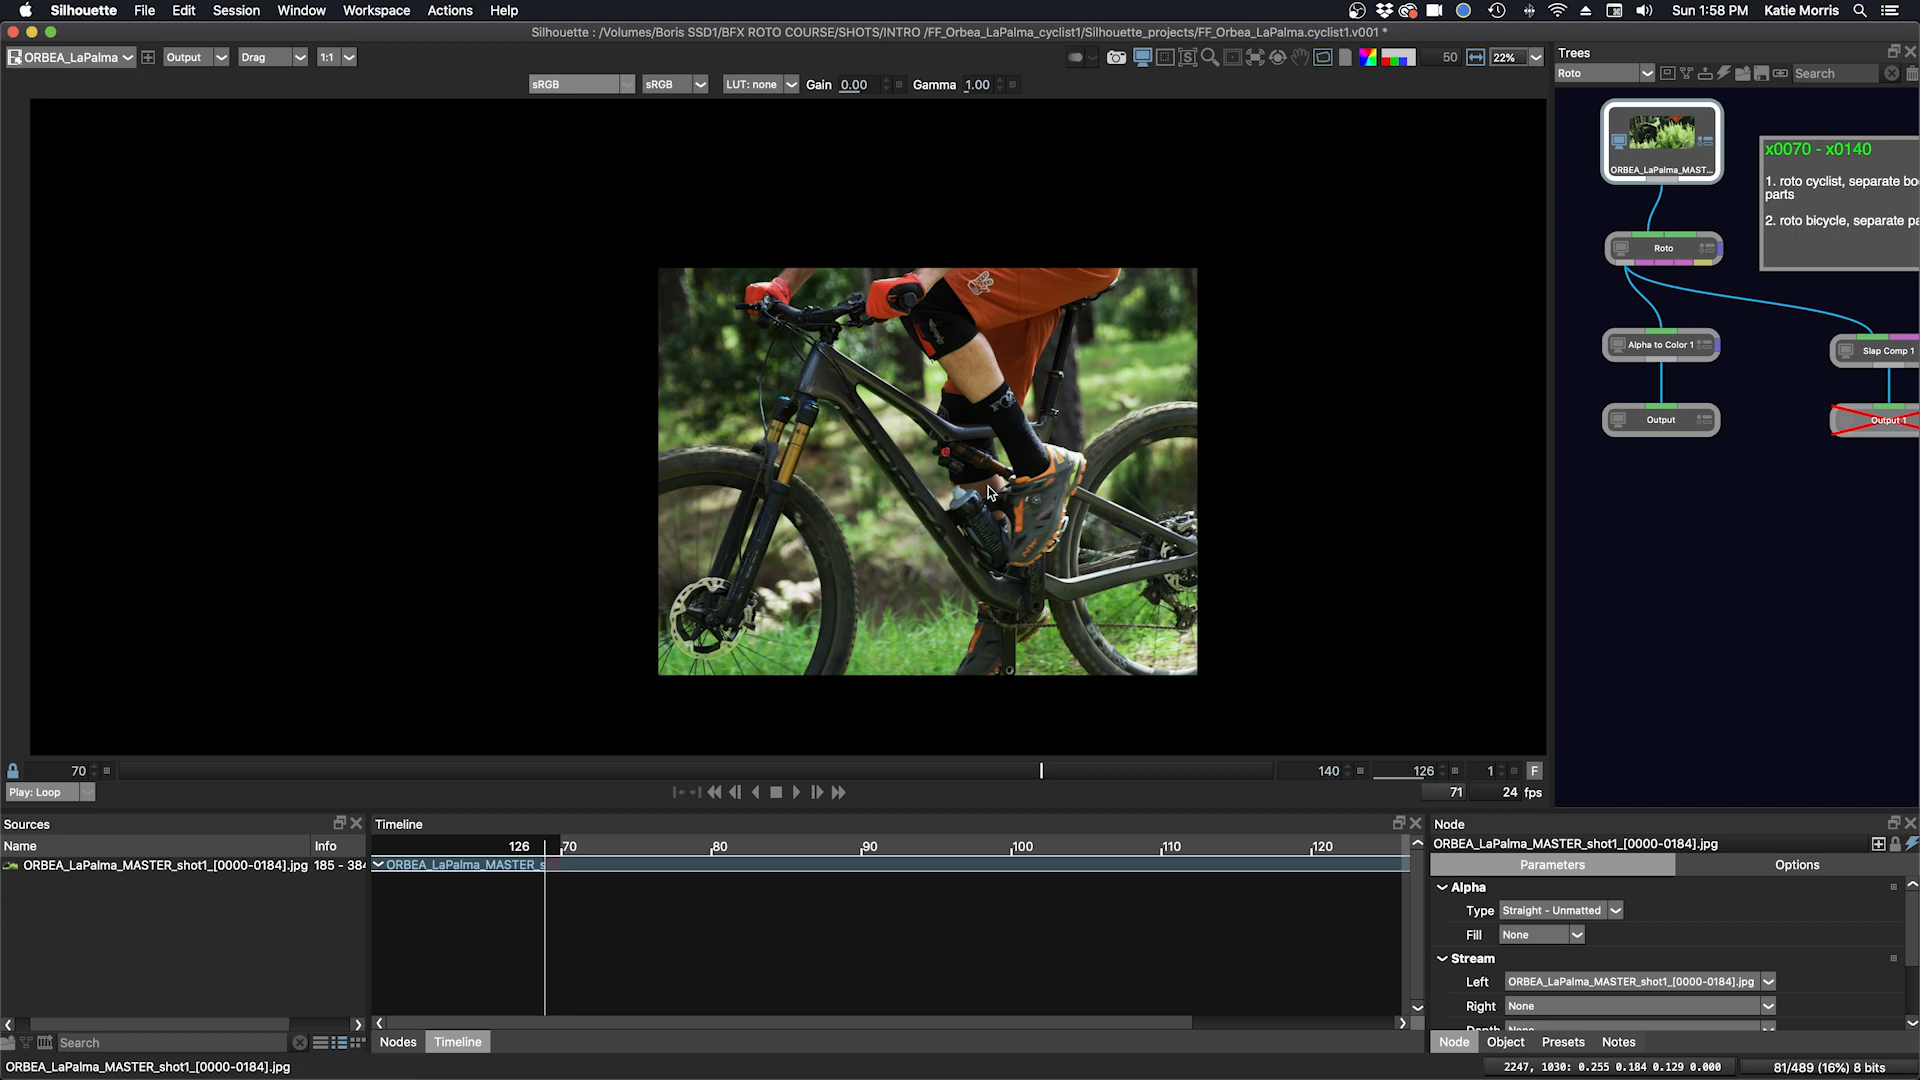 Silhouette File Edit Session Window Workspace Actions Help
Sun 1:58 PM Katie Morris
Silhouette : /Volumes/Boris SSD1/BFX ROTO COURSE/SHOTS/INTRO /FF_Orbea_LaPalma_cyclist1/Silhouette_projects/FF_Orbea_LaPalma.cyclist1.v001 *
ORBEA_LaPalma Output Drag 1:1 50 22%
sRGB sRGB LUT: none Gain 0.00 Gamma 1.00
Trees
Roto Search
ORBEA_LaPalma_MAST...
x0070 - x0140
1. roto cyclist, separate bo
parts
2. roto bicycle, separate pa
Roto
Alpha to Color 1
Slap Comp 1
Output
Output 1
70 140 126 1 F
Play: Loop 71 24 fps
Sources
Name Info
ORBEA_LaPalma_MASTER_shot1_[0000-0184].jpg 185 - 384
Search
Timeline
126 70 80 90 100 110 120
ORBEA_LaPalma_MASTER_s
Nodes Timeline
Node
ORBEA_LaPalma_MASTER_shot1_[0000-0184].jpg
Parameters Options
Alpha
Type Straight - Unmatted
Fill None
Stream
Left ORBEA_LaPalma_MASTER_shot1_[0000-0184].jpg
Right None
Depth None
Node Object Presets Notes
ORBEA_LaPalma_MASTER_shot1_[0000-0184].jpg
2247, 1030: 0.255 0.184 0.129 0.000 81/489 (16%) 8 bits